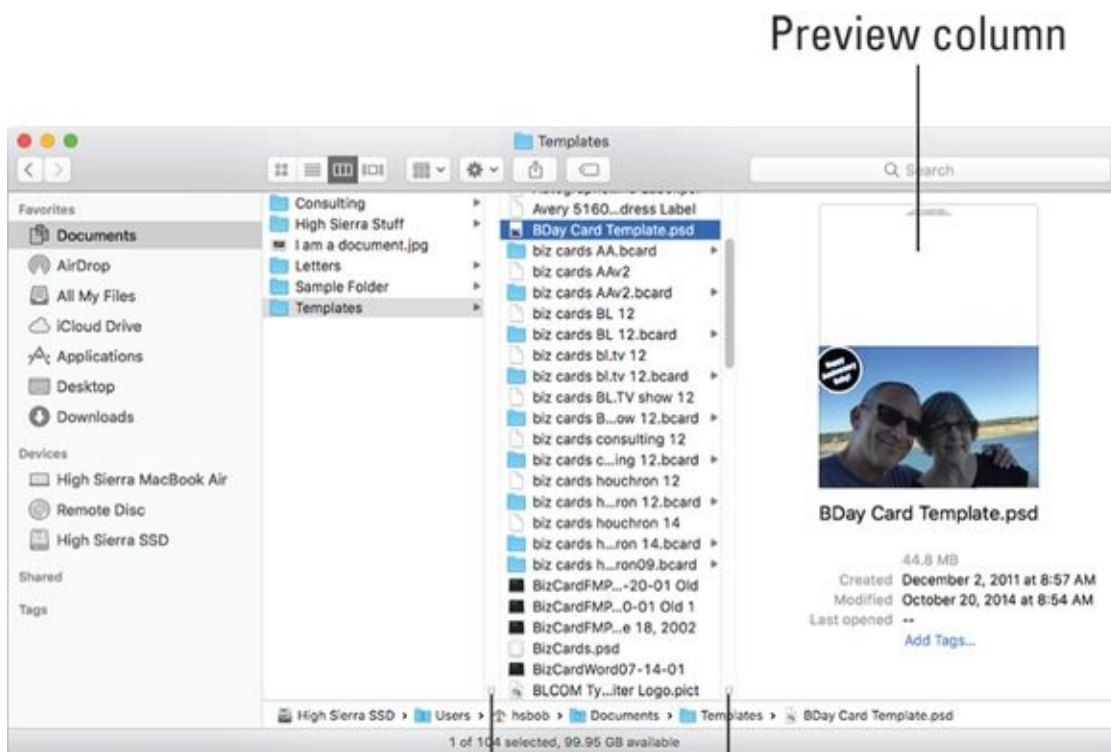 Preview column
Templates
Search
Favorites
Documents
AirDrop
All My Files
iCloud Drive
Applications
Desktop
Downloads
Devices
High Sierra MacBook Air
Remote Disc
High Sierra SSD
Shared
Tags
Consulting
High Sierra Stuff
I am a document.jpg
Letters
Sample Folder
Templates
Avery 5160...dress Label
BDay Card Template.psd
biz cards AA.bcard
biz cards AAv2
biz cards AAv2.bcard
biz cards BL 12
biz cards BL 12.bcard
biz cards bl.tv 12
biz cards bl.tv 12.bcard
biz cards BL.TV show 12
biz cards B...ow 12.bcard
biz cards consulting 12
biz cards c...ing 12.bcard
biz cards houchron 12
biz cards h...ron 12.bcard
biz cards houchron 14
biz cards h...ron 14.bcard
biz cards h...ron09.bcard
BizCardFMP...-20-01 Old
BizCardFMP...0-01 Old 1
BizCardFMP...e 18, 2002
BizCards.psd
BizCardWord07-14-01
BLCOM Ty...iter Logo.pict
BDay Card Template.psd
44.8 MB
Created December 2, 2011 at 8:57 AM
Modified October 20, 2014 at 8:54 AM
Last opened --
Add Tags...
High Sierra SSD › Users › hsbob › Documents › Templates › BDay Card Template.psd
1 of 104 selected, 99.95 GB available